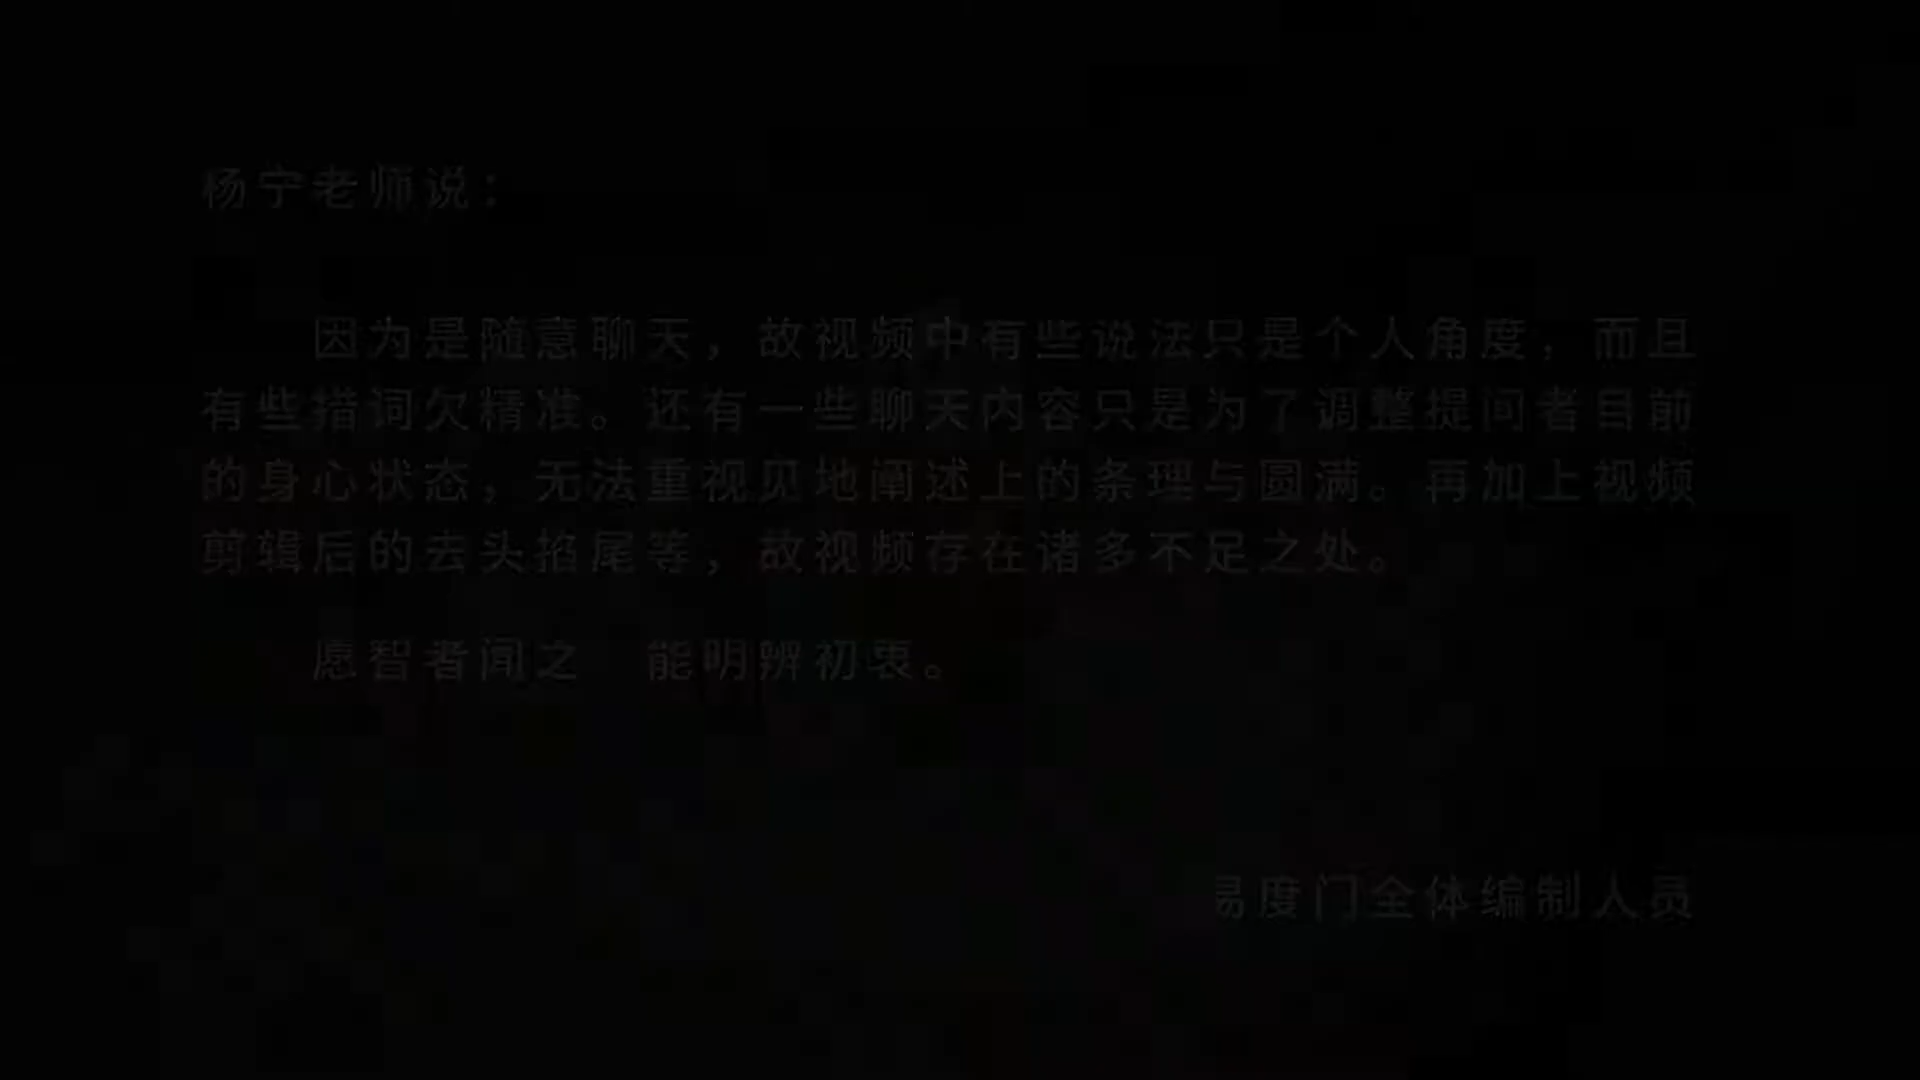 杨宁老师说：
因为是随意聊天，故视频中有些说法只是个人角度，而且
有些措词欠精准。还有一些聊天内容只是为了调整提问者目前
的身心状态，无法重视见地阐述上的条理与圆满。再加上视频
剪辑后的去头掐尾等，故视频存在诸多不足之处。
愿智者闻之　能明辨初衷。
易度门全体编制人员